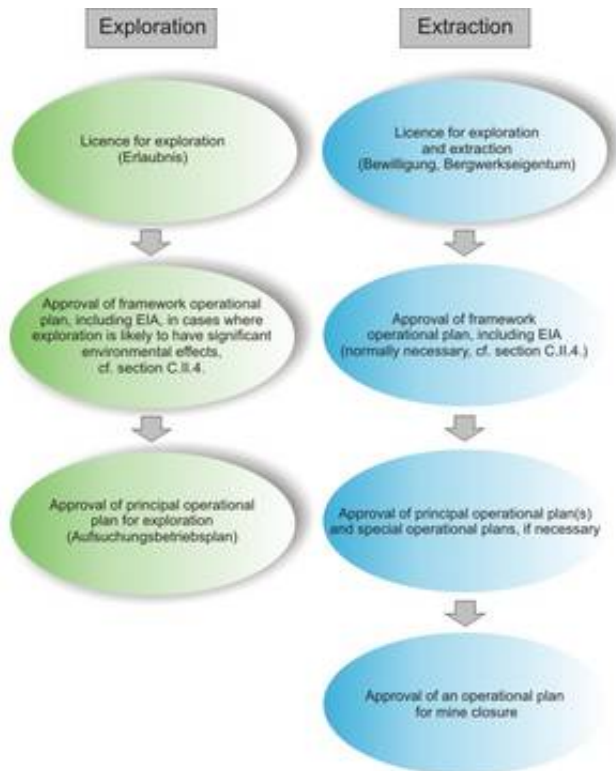 Exploration
Licence for exploration
(Erlaubnis)
Approval of framework operational
plan, including EIA, in cases where
exploration is likely to have significant
environmental effects,
cf. section C.II.4.
Approval of principal operational
plan for exploration
(Aufsuchungsbetriebsplan)
Extraction
Licence for exploration
and extraction
(Bewilligung, Bergwerkseigentum)
Approval of framework
operational plan, including EIA
(normally necessary, cf. section C.II.4.)
Approval of principal operational plan(s)
and special operational plans, if necessary
Approval of an operational plan
for mine closure